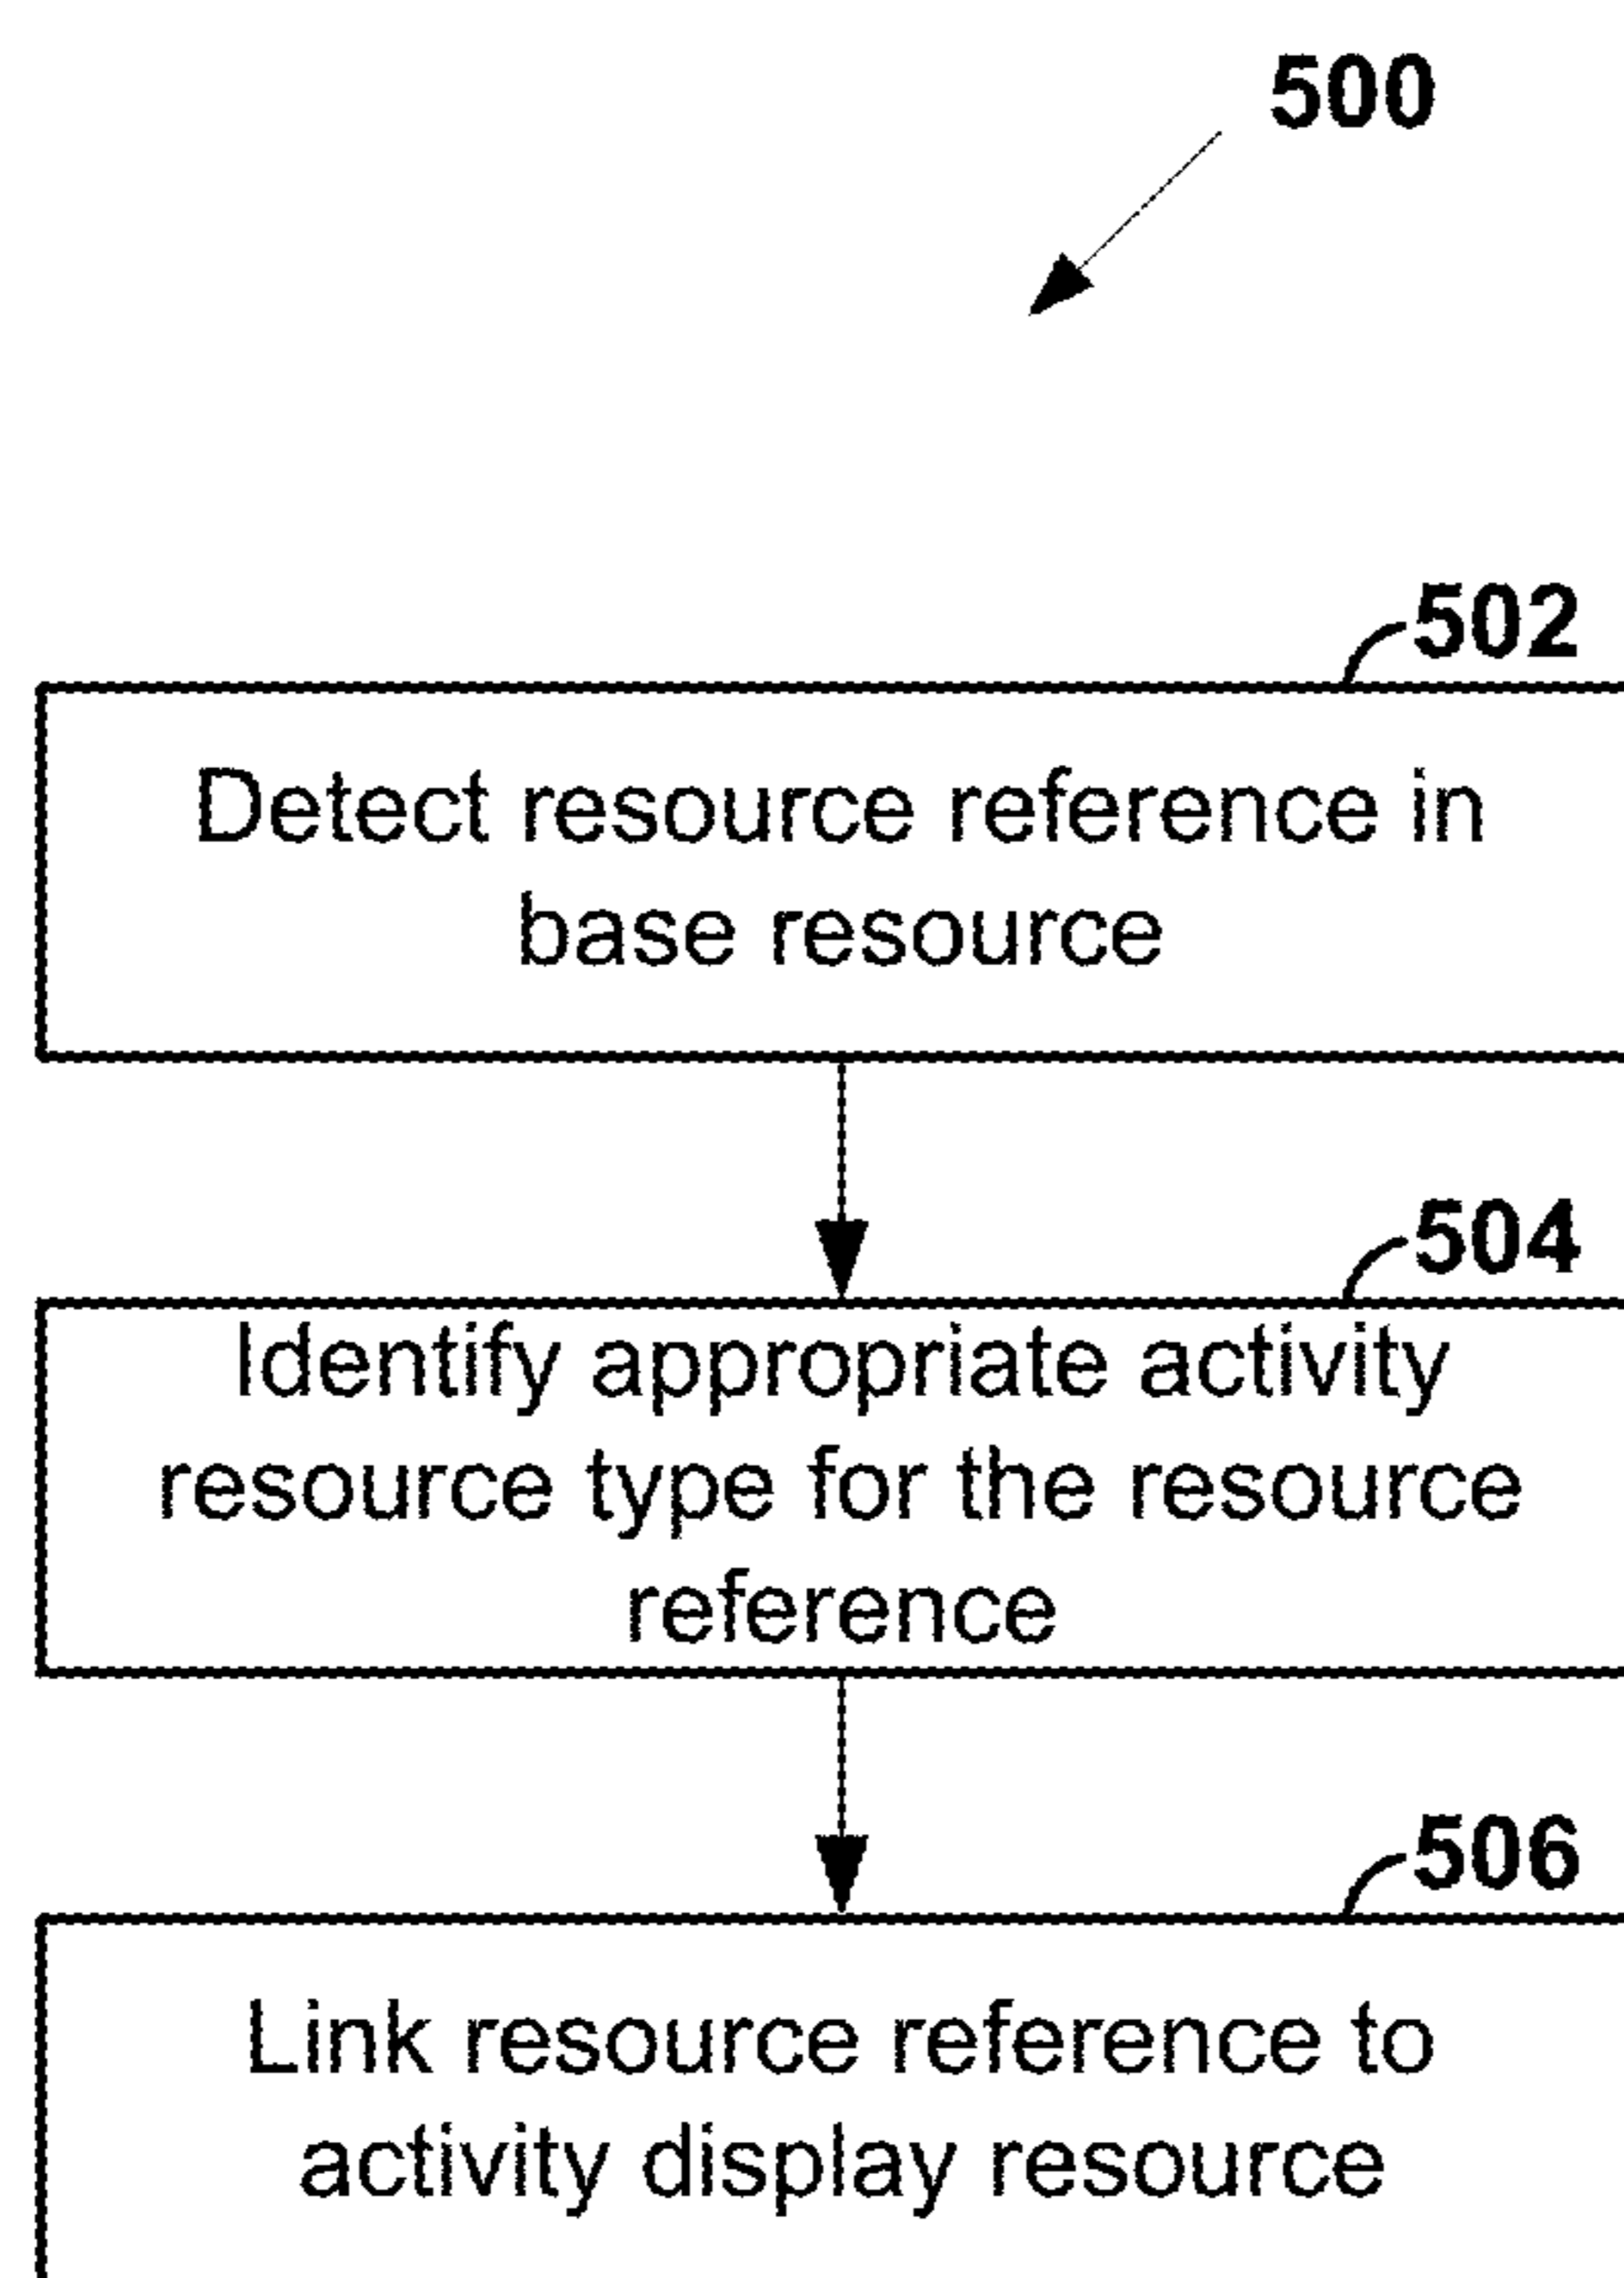 500
502
Detect resource reference in
base resource
504
Identify appropriate activity
resource type for the resource
reference
506
Link resource reference to
activity display resource